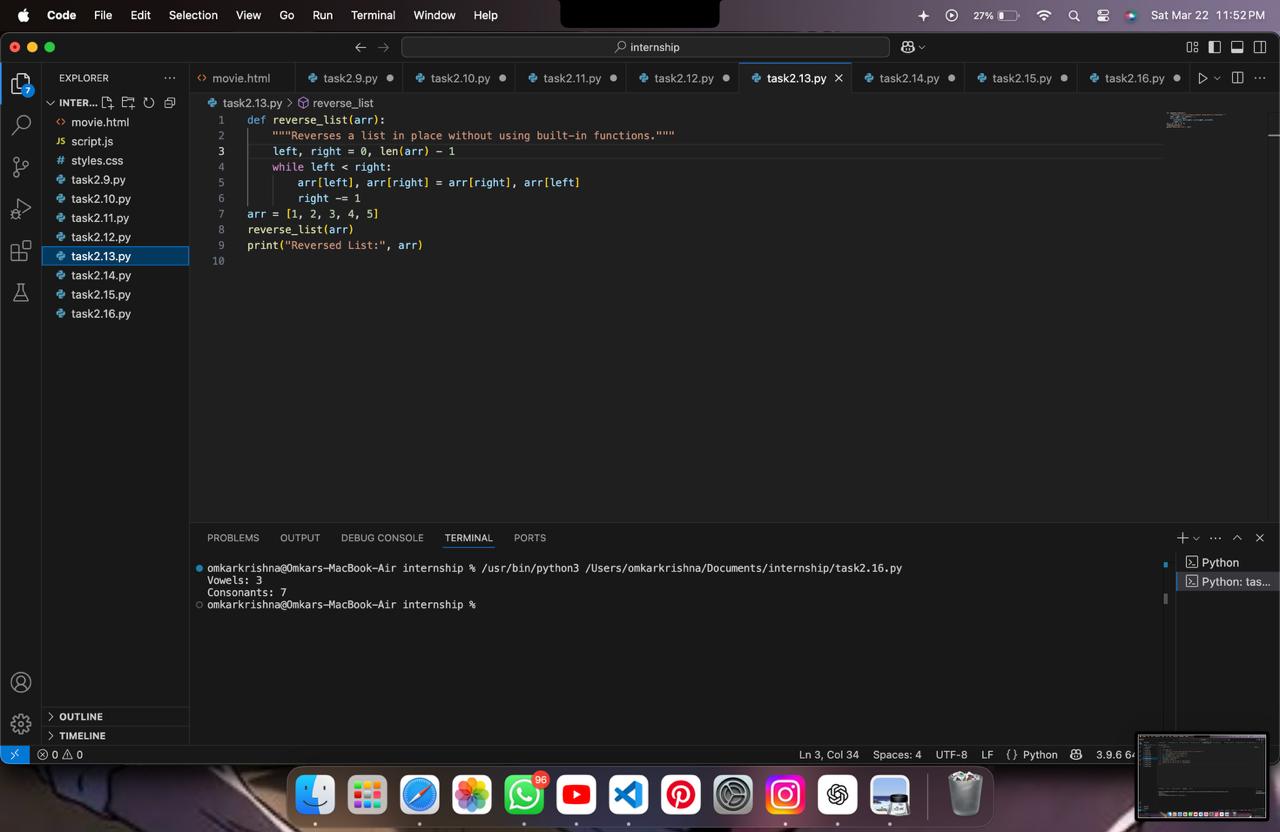 Code File Edit Selection View Go Run Terminal Window Help 27% Sat Mar 22 11:52 PM
internship
EXPLORER
7
INTER...
movie.html
JS script.js
# styles.css
task2.9.py
task2.10.py
task2.11.py
task2.12.py
task2.13.py
task2.14.py
task2.15.py
task2.16.py
OUTLINE
TIMELINE
movie.html task2.9.py task2.10.py task2.11.py task2.12.py task2.13.py task2.14.py task2.15.py task2.16.py
task2.13.py > reverse_list
1 def reverse_list(arr):
2 """Reverses a list in place without using built-in functions."""
3 left, right = 0, len(arr) - 1
4 while left < right:
5 arr[left], arr[right] = arr[right], arr[left]
6 right -= 1
7 arr = [1, 2, 3, 4, 5]
8 reverse_list(arr)
9 print("Reversed List:", arr)
10
PROBLEMS OUTPUT DEBUG CONSOLE TERMINAL PORTS
omkarkrishna@Omkars-MacBook-Air internship % /usr/bin/python3 /Users/omkarkrishna/Documents/internship/task2.16.py
Vowels: 3
Consonants: 7
omkarkrishna@Omkars-MacBook-Air internship %
Python
Python: tas...
0 0 Ln 3, Col 34 Spaces: 4 UTF-8 LF {} Python 3.9.6 64
96